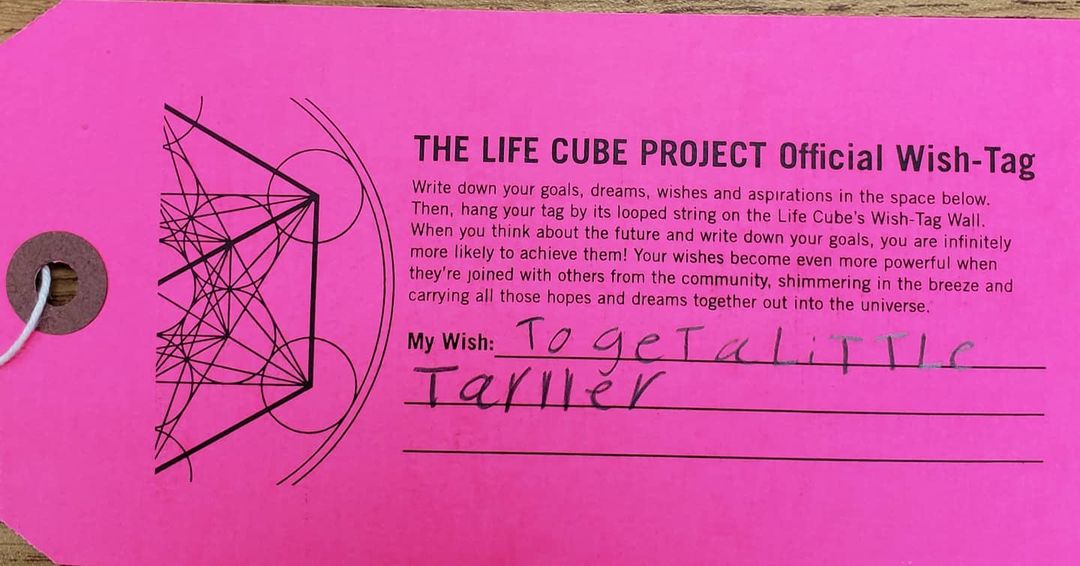 THE LIFE CUBE PROJECT Official Wish-Tag
Write down your goals, dreams, wishes and aspirations in the space below.
Then, hang your tag by its looped string on the Life Cube's Wish-Tag Wall.
When you think about the future and write down your goals, you are infinitely
more likely to achieve them! Your wishes become even more powerful when
they're joined with others from the community, shimmering in the breeze and
carrying all those hopes and dreams together out into the universe.
My Wish: To geT a LiTTLe
Tarller